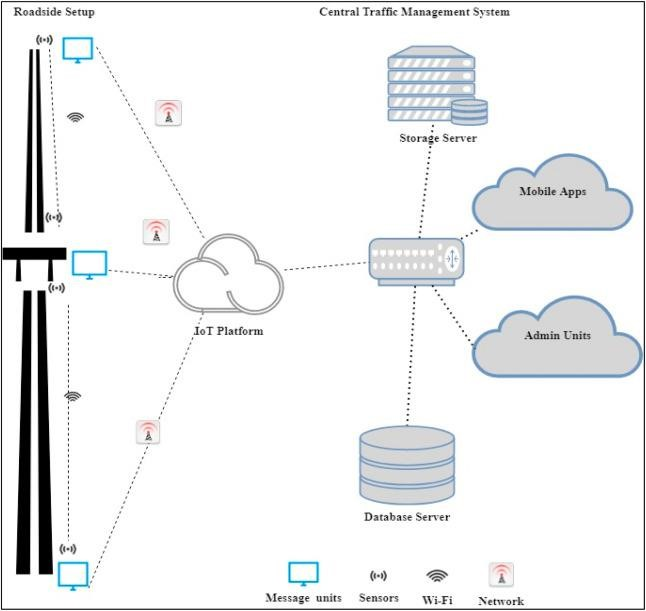 Roadside Setup
Central Traffic Management System
Storage Server
Mobile Apps
IoT Platform
Admin Units
Database Server
Message units
Sensors
Wi-Fi
Network